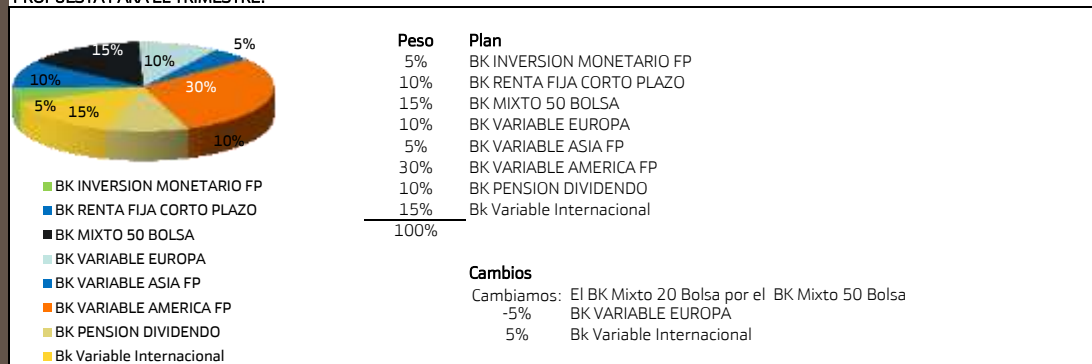 PROPUESTA PARA EL TRIMESTRE:
15%
10%
5%
10%
30%
5%
15%
10%
BK INVERSION MONETARIO FP
BK RENTA FIJA CORTO PLAZO
BK MIXTO 50 BOLSA
BK VARIABLE EUROPA
BK VARIABLE ASIA FP
BK VARIABLE AMERICA FP
BK PENSION DIVIDENDO
Bk Variable Internacional
Peso Plan
5% BK INVERSION MONETARIO FP
10% BK RENTA FIJA CORTO PLAZO
15% BK MIXTO 50 BOLSA
10% BK VARIABLE EUROPA
5% BK VARIABLE ASIA FP
30% BK VARIABLE AMERICA FP
10% BK PENSION DIVIDENDO
15% Bk Variable Internacional
100%
Cambios
Cambiamos: El BK Mixto 20 Bolsa por el BK Mixto 50 Bolsa
-5% BK VARIABLE EUROPA
5% Bk Variable Internacional